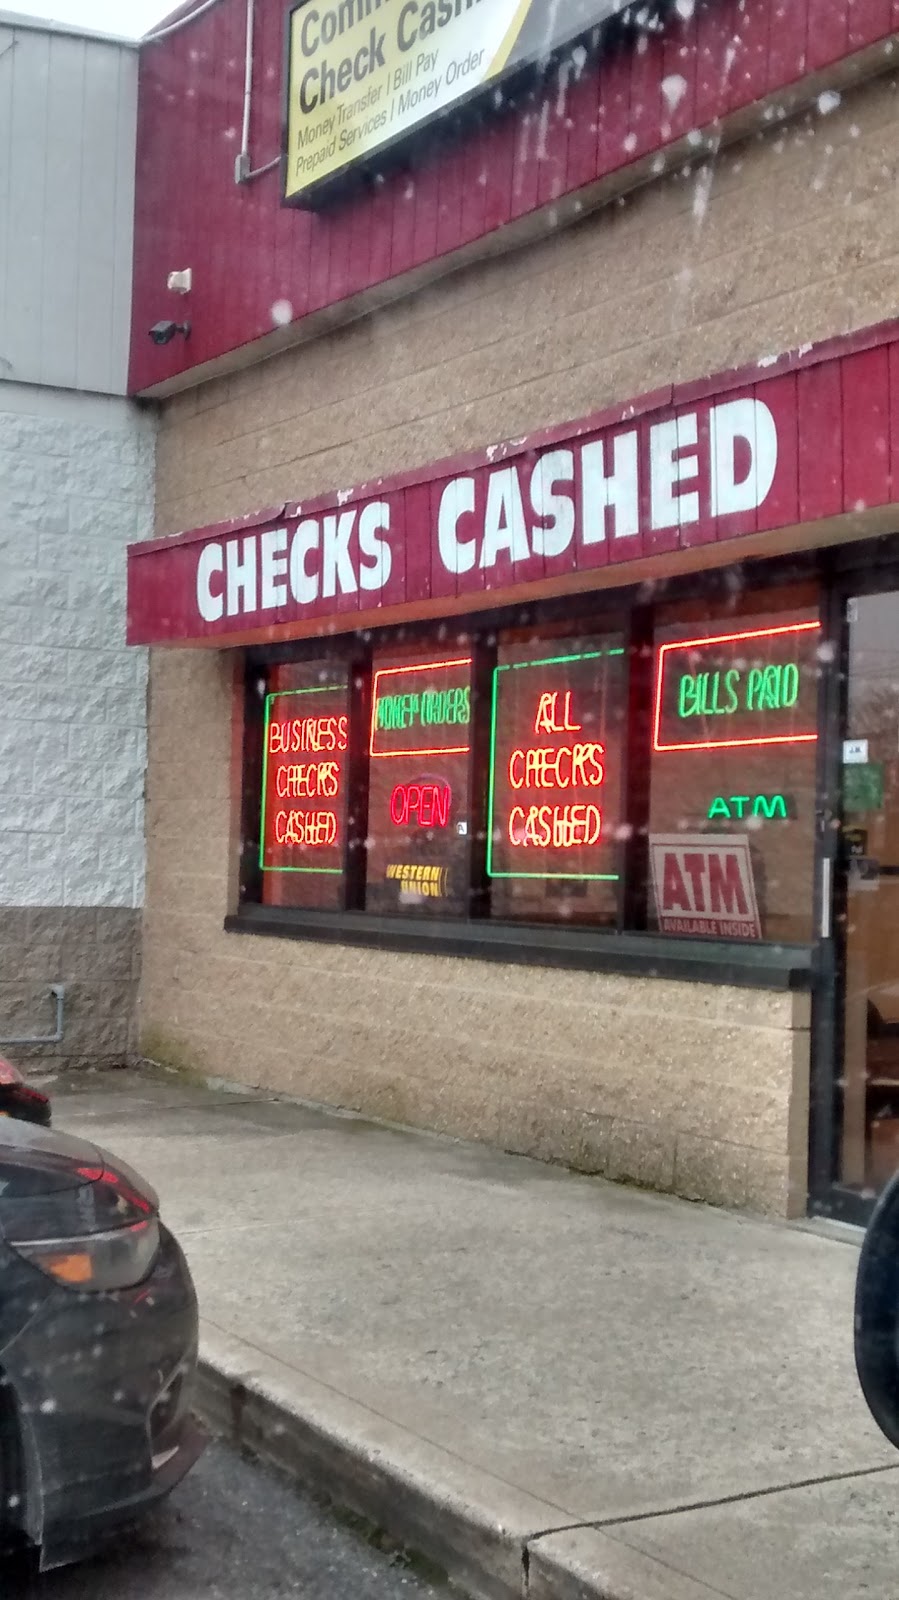 Check Cash
Money Transfer | Bill Pay
Prepaid Services | Money Order
CHECKS CASHED
BUSINESS
CHECKS
CASHED
MONEY ORDERS
OPEN
WESTERN
UNION
ALL
CHECKS
CASHED
BILLS PAID
ATM
ATM
AVAILABLE INSIDE